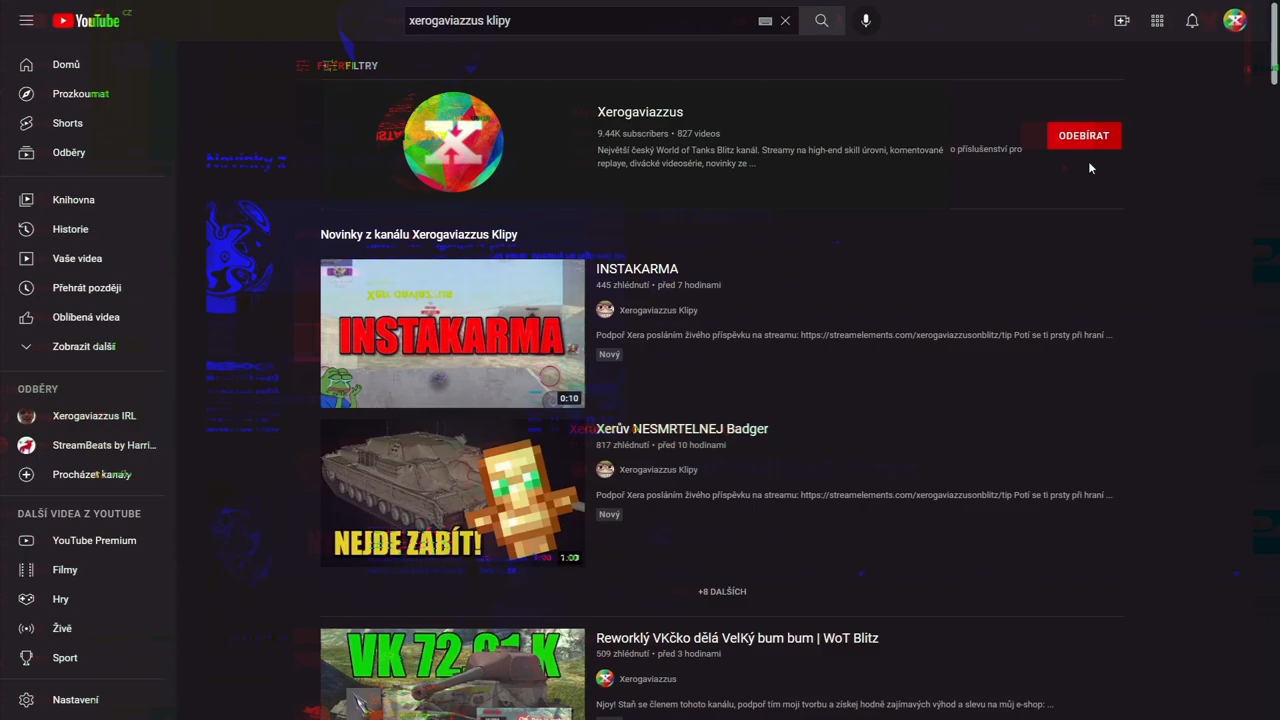 YouTube CZ
xerogaviazzus klipy
Domů
Prozkoumat
Shorts
Odběry
Knihovna
Historie
Vaše videa
Přehrát později
Oblíbená videa
Zobrazit další
ODBĚRY
Xerogaviazzus IRL
StreamBeats by Harri...
Procházet kanály
DALŠÍ VIDEA Z YOUTUBE
YouTube Premium
Filmy
Hry
Živě
Sport
Nastavení
FILTRY
Xerogaviazzus
9.44K subscribers • 827 videos
Největší český World of Tanks Blitz kanál. Streamy na high-end skill úrovni, komentované
o příslušenství pro
replaye, divácké videosérie, novinky ze ...
ODEBÍRAT
Novinky z
Novinky z kanálu Xerogaviazzus Klipy
INSTAKARMA
0:10
INSTAKARMA
445 zhlédnutí • před 7 hodinami
Xerogaviazzus Klipy
Podpoř Xera posláním živého příspěvku na streamu: https://streamelements.com/xerogaviazzusonblitz/tip Potí se ti prsty při hraní ...
Nový
NEJDE ZABÍT!
1:00
Xerův NESMRTELNEJ Badger
817 zhlédnutí • před 10 hodinami
Xerogaviazzus Klipy
Podpoř Xera posláním živého příspěvku na streamu: https://streamelements.com/xerogaviazzusonblitz/tip Potí se ti prsty při hraní ...
Nový
+8 DALŠÍCH
VK 72.01 K
Reworklý VKčko dělá VelKý bum bum | WoT Blitz
509 zhlédnutí • před 3 hodinami
Xerogaviazzus
Njoy! Staň se členem tohoto kanálu, podpoř tím moji tvorbu a získej hodně zajímavých výhod a slevu na můj e-shop: ...